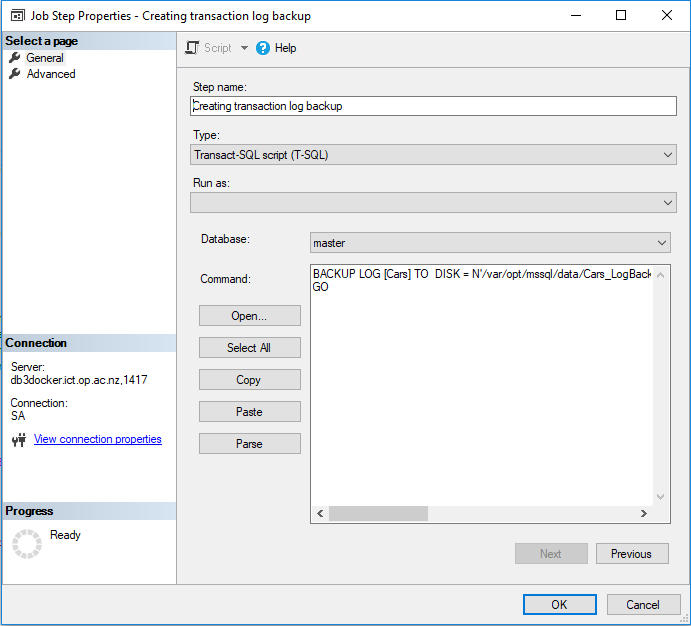 Job Step Properties - Creating transaction log backup
Select a page
General
Advanced
Script
Help
Step name:
Creating transaction log backup
Type:
Transact-SQL script (T-SQL)
Run as:
Database:
master
Command:
BACKUP LOG [Cars] TO  DISK = N'/var/opt/mssql/data/Cars_LogBack
GO
Open...
Select All
Copy
Paste
Parse
Connection
Server:
db3docker.ict.op.ac.nz,1417
Connection:
SA
View connection properties
Progress
Ready
Next
Previous
OK
Cancel